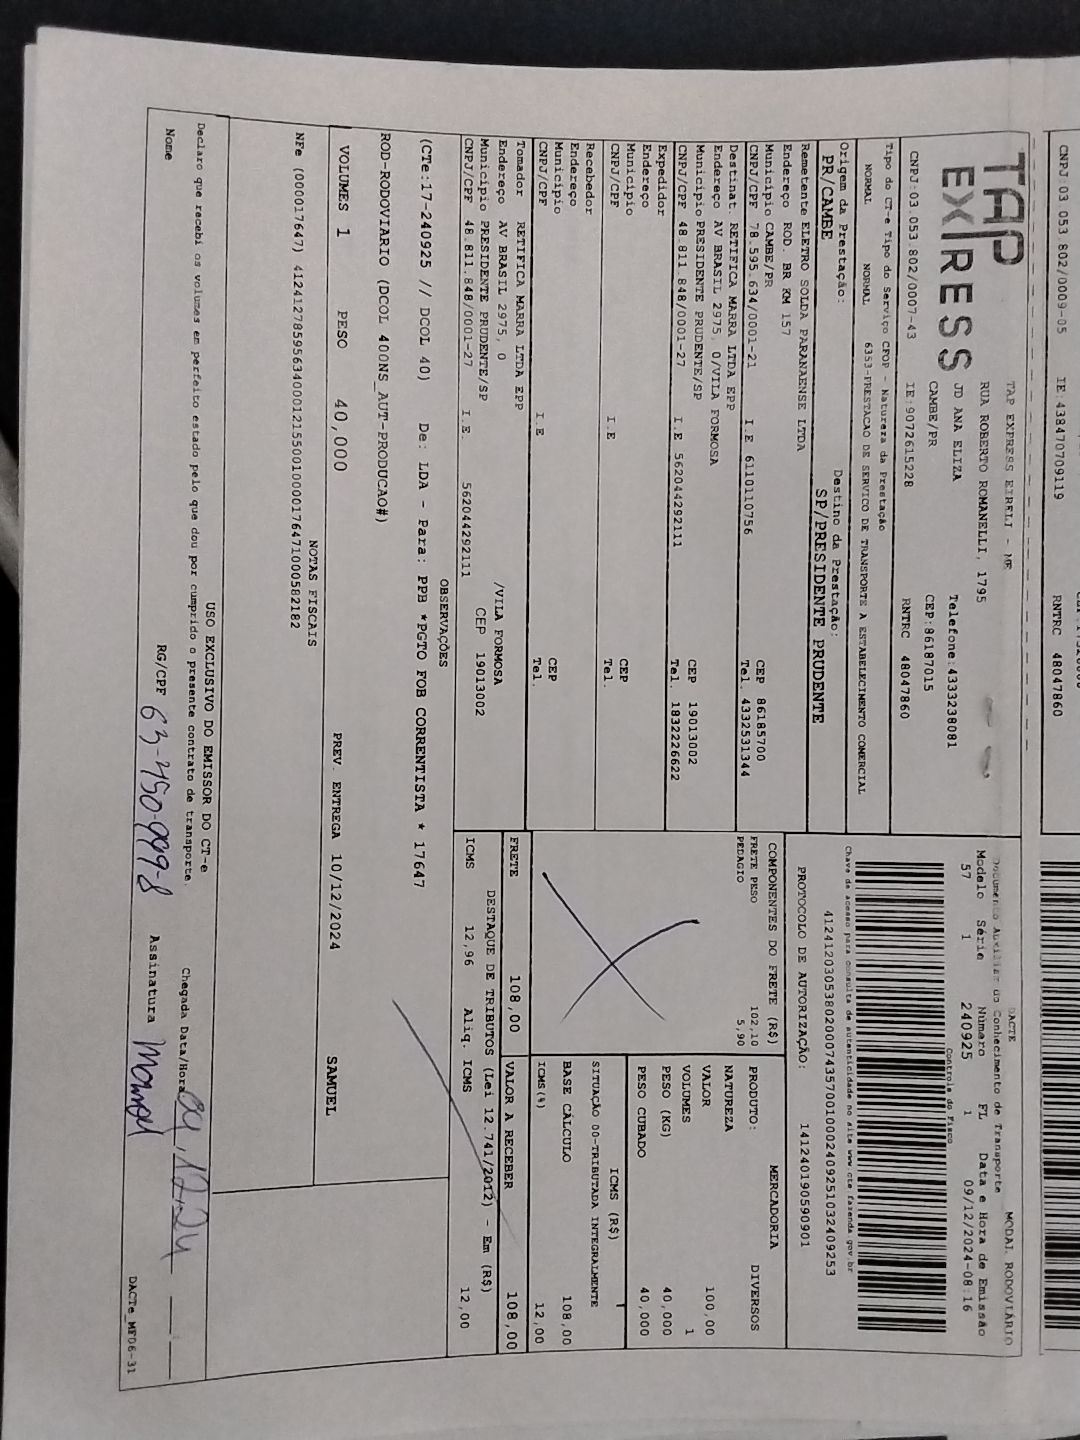 CNPJ:03.053.802/0009-05 IE:438470709119 RNTRC 48047860
TAP EXPRESS
TAP EXPRESS EIRELI - ME
RUA ROBERTO ROMANELLI, 1795
JD ANA ELIZA
CAMBE/PR
Telefone:4333238081
CEP:86187015
CNPJ:03.053.802/0007-43 IE:9072615228 RNTRC 48047860
DACTE
Documento Auxiliar do Conhecimento de Transporte
MODAL RODOVIÁRIO
Modelo Série Número FL Data e Hora de Emissão
57 1 240925 1 09/12/2024-08:16
Controle do Fisco
Chave de acesso para consulta de autenticidade no site www.cte.fazenda.gov.br
41241203053802000743570010002409251032409253
PROTOCOLO DE AUTORIZAÇÃO: 141240190590901
Tipo do CT-e Tipo do Serviço CFOP - Natureza da Prestação
NORMAL NORMAL 6353-PRESTACAO DE SERVICO DE TRANSPORTE A ESTABELECIMENTO COMERCIAL
Origem da Prestação: Destino da Prestação:
PR/CAMBE SP/PRESIDENTE PRUDENTE
Remetente ELETRO SOLDA PARANAENSE LTDA
Endereço ROD. BR KM 157
Município CAMBE/PR CEP 86185700
CNPJ/CPF 78.595.634/0001-21 I.E 6110110756 Tel. 4332531344
Destinat. RETIFICA MARRA LTDA EPP
Endereço AV BRASIL 2975, 0/VILA FORMOSA
Município PRESIDENTE PRUDENTE/SP CEP 19013002
CNPJ/CPF 48.811.848/0001-27 I.E 562044292111 Tel. 1832226622
Expedidor
Endereço
Município CEP
CNPJ/CPF I.E Tel.
Recebedor
Endereço
Município CEP
CNPJ/CPF I.E Tel.
Tomador RETIFICA MARRA LTDA EPP
Endereço AV BRASIL 2975, 0 /VILA FORMOSA
Município PRESIDENTE PRUDENTE/SP CEP 19013002
CNPJ/CPF 48.811.848/0001-27 I.E. 562044292111
COMPONENTES DO FRETE (R$)
FRETE PESO 102,10
PEDAGIO 5,90
MERCADORIA
PRODUTO: DIVERSOS
NATUREZA
VALOR 100,00
VOLUMES 1
PESO (KG) 40,000
PESO CUBADO 40,000
ICMS (R$)
SITUAÇÃO 00-TRIBUTADA INTEGRALMENTE
BASE CÁLCULO 108,00
ICMS(%) 12,00
FRETE 108,00 VALOR A RECEBER 108,00
DESTAQUE DE TRIBUTOS (Lei 12.741/2012) - Em (R$)
ICMS 12,96 Aliq. ICMS 12,00
OBSERVAÇÕES
(CTe:17-240925 // DCOL 40) De: LDA - Para: PPB *PGTO FOB CORRENTISTA * 17647
ROD-RODOVIARIO (DCOL 400NS_AUT-PRODUCAO#)
VOLUMES 1 PESO 40,000 PREV. ENTREGA 10/12/2024 SAMUEL
NOTAS FISCAIS
NFe (000017647) 41241278595634000121550010000176471000582182
USO EXCLUSIVO DO EMISSOR DO CT-e
Declaro que recebi os volumes em perfeito estado pelo que dou por cumprido o presente contrato de transporte. Chegada Data/Hora 09,12,24
Nome RG/CPF 63-450-999-8 Assinatura
DACTe_MFD6-31